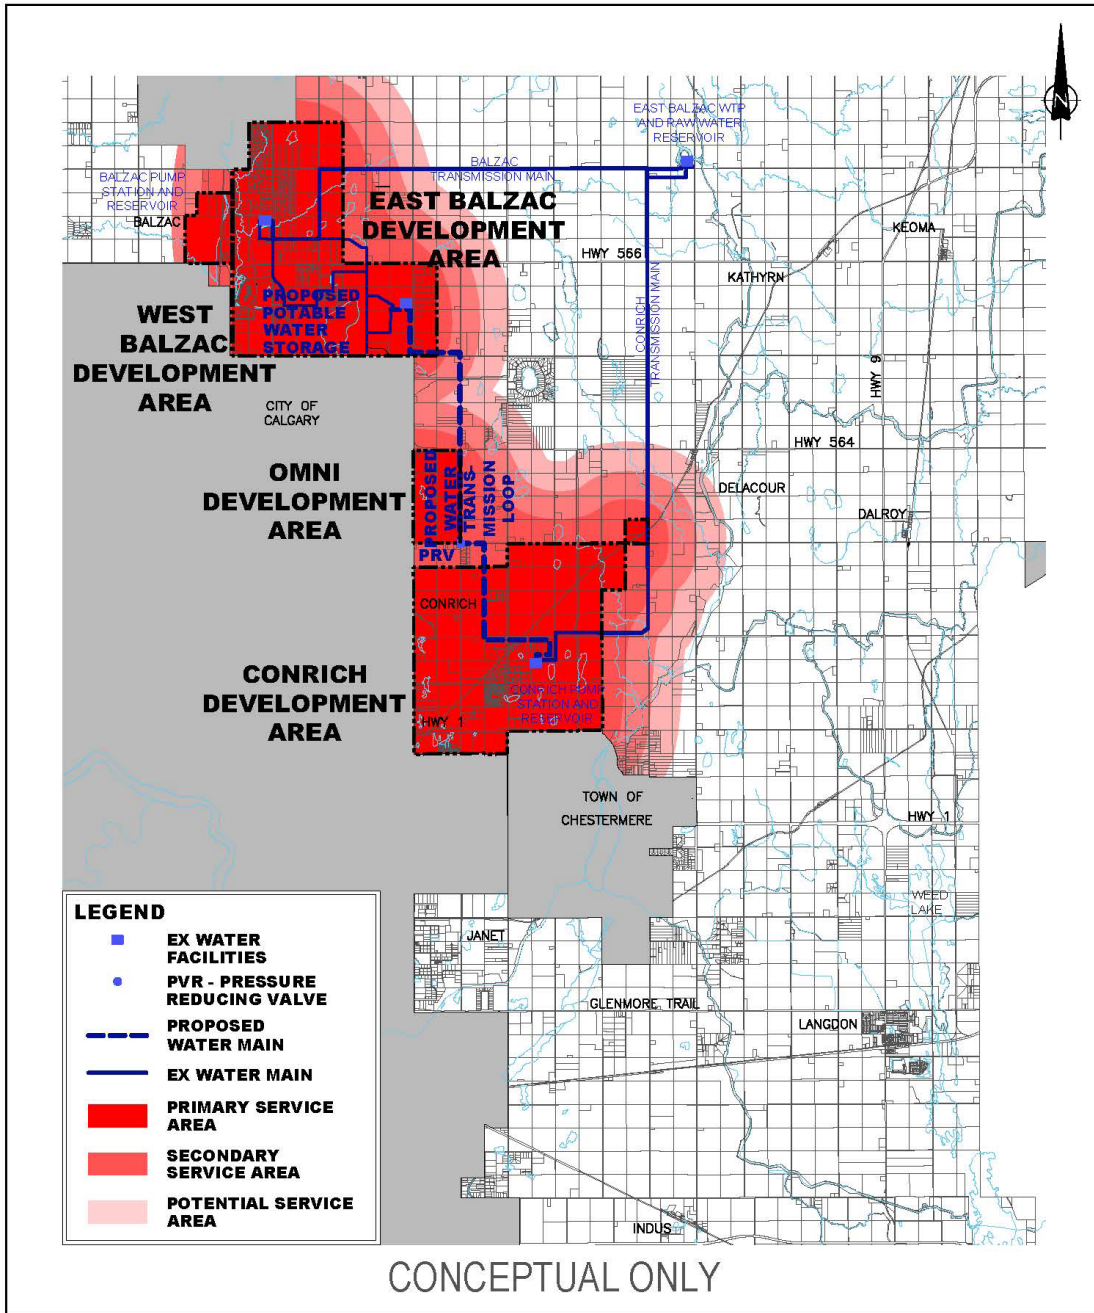 N
EAST BALZAC WTP
AND RAW WATER
RESERVOIR
BALZAC
TRANSMISSION MAIN
BALZAC PUMP
STATION AND
RESERVOIR
BALZAC
EAST BALZAC
DEVELOPMENT
AREA
KEOMA
HWY 566
KATHYRN
PROPOSED
POTABLE
WATER
STORAGE
WEST
BALZAC
DEVELOPMENT
AREA
CONRICH
TRANSMISSION MAIN
HWY 9
CITY OF
CALGARY
HWY 564
OMNI
DEVELOPMENT
AREA
PROPOSED
WATER
TRANS-
MISSION
LOOP
DELACOUR
DALROY
PRV
CONRICH
CONRICH
DEVELOPMENT
AREA
CONRICH PUMP
STATION AND
RESERVOIR
HWY 1
TOWN OF
CHESTERMERE
HWY 1
WEED
LAKE
JANET
GLENMORE TRAIL
LANGDON
INDUS
LEGEND
EX WATER
FACILITIES
PVR - PRESSURE
REDUCING VALVE
PROPOSED
WATER MAIN
EX WATER MAIN
PRIMARY SERVICE
AREA
SECONDARY
SERVICE AREA
POTENTIAL SERVICE
AREA
CONCEPTUAL ONLY